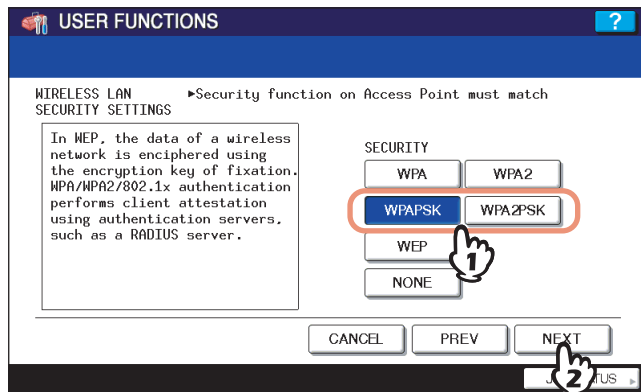 USER FUNCTIONS
?
WIRELESS LAN ►Security function on Access Point must match
SECURITY SETTINGS
In WEP, the data of a wireless
network is enciphered using
the encryption key of fixation.
WPA/WPA2/802.1x authentication
performs client attestation
using authentication servers,
such as a RADIUS server.
SECURITY
WPA WPA2
WPAPSK WPA2PSK
WEP
1
NONE
CANCEL PREV NEXT
2